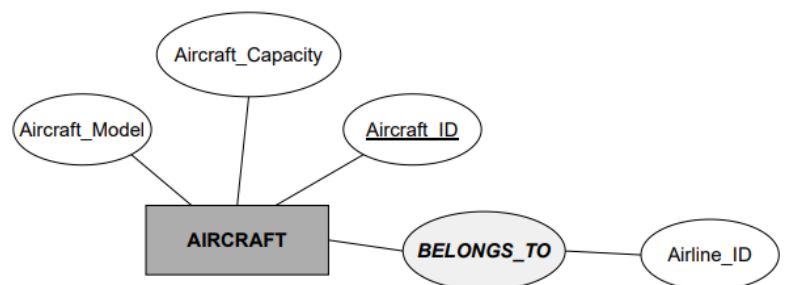 Aircraft_Capacity
Aircraft_Model
Aircraft_ID
AIRCRAFT
BELONGS_TO
Airline_ID